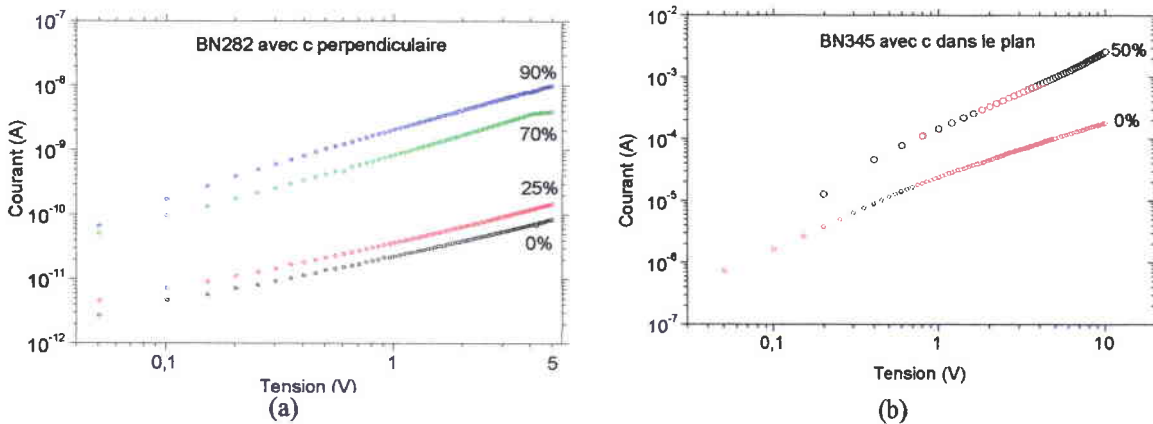 10⁻⁷
10⁻⁸
10⁻⁹
10⁻¹⁰
10⁻¹¹
10⁻¹²
Courant (A)
BN282 avec c perpendiculaire
90%
70%
25%
0%
0,1
1
5
Tension (V)
(a)
(b)
10⁻²
10⁻³
10⁻⁴
10⁻⁵
10⁻⁶
10⁻⁷
Courant (A)
BN345 avec c dans le plan
50%
0%
0,1
1
10
Tension (V)
(b)